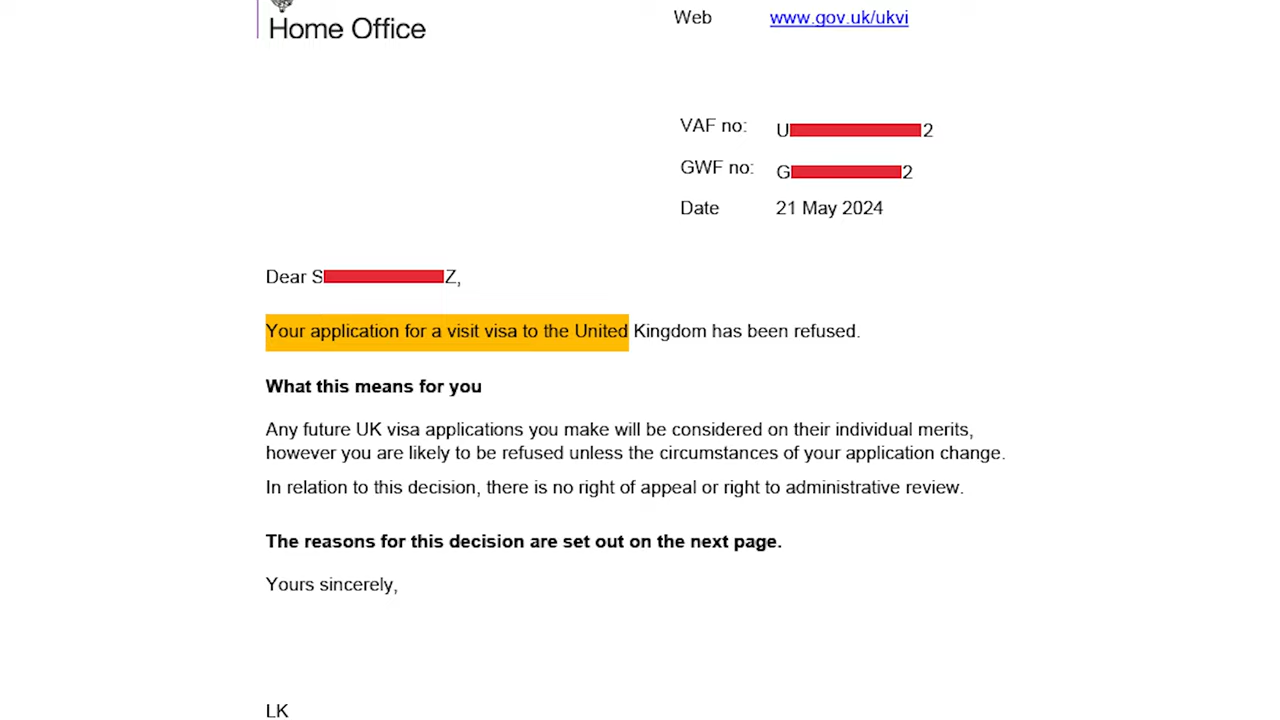 Home Office
Web www.gov.uk/ukvi
VAF no: U 2
GWF no: G 2
Date 21 May 2024
Dear S Z,
Your application for a visit visa to the United Kingdom has been refused.
What this means for you
Any future UK visa applications you make will be considered on their individual merits,
however you are likely to be refused unless the circumstances of your application change.
In relation to this decision, there is no right of appeal or right to administrative review.
The reasons for this decision are set out on the next page.
Yours sincerely,
LK